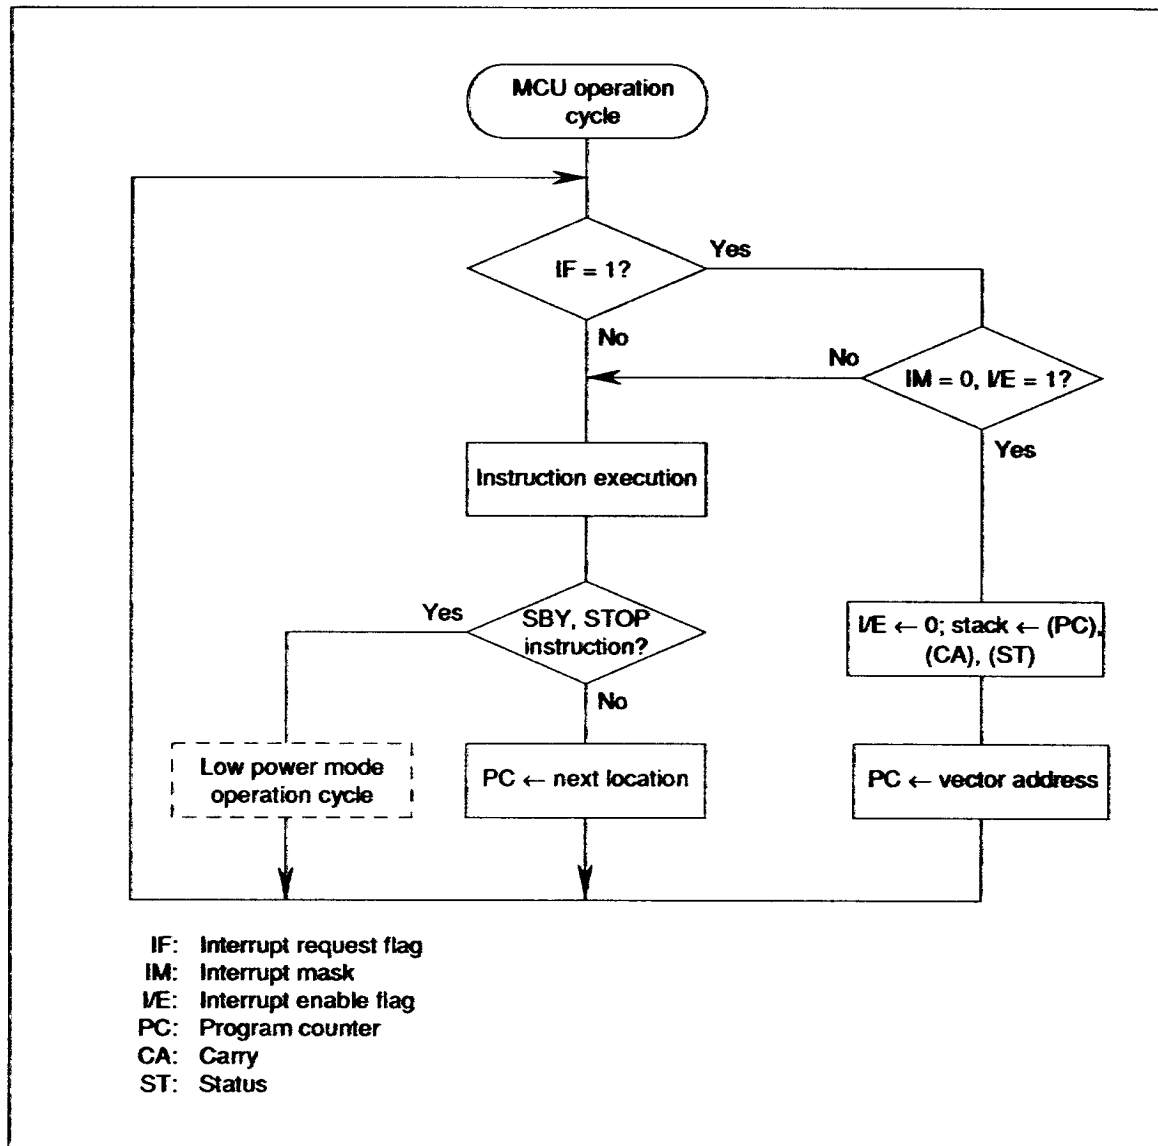 MCU operation
cycle
IF = 1?
Yes
No
No
IM = 0, I/E = 1?
Yes
Instruction execution
Yes
SBY, STOP
instruction?
No
I/E ← 0; stack ← (PC),
(CA), (ST)
Low power mode
operation cycle
PC ← next location
PC ← vector address
IF: Interrupt request flag
IM: Interrupt mask
I/E: Interrupt enable flag
PC: Program counter
CA: Carry
ST: Status